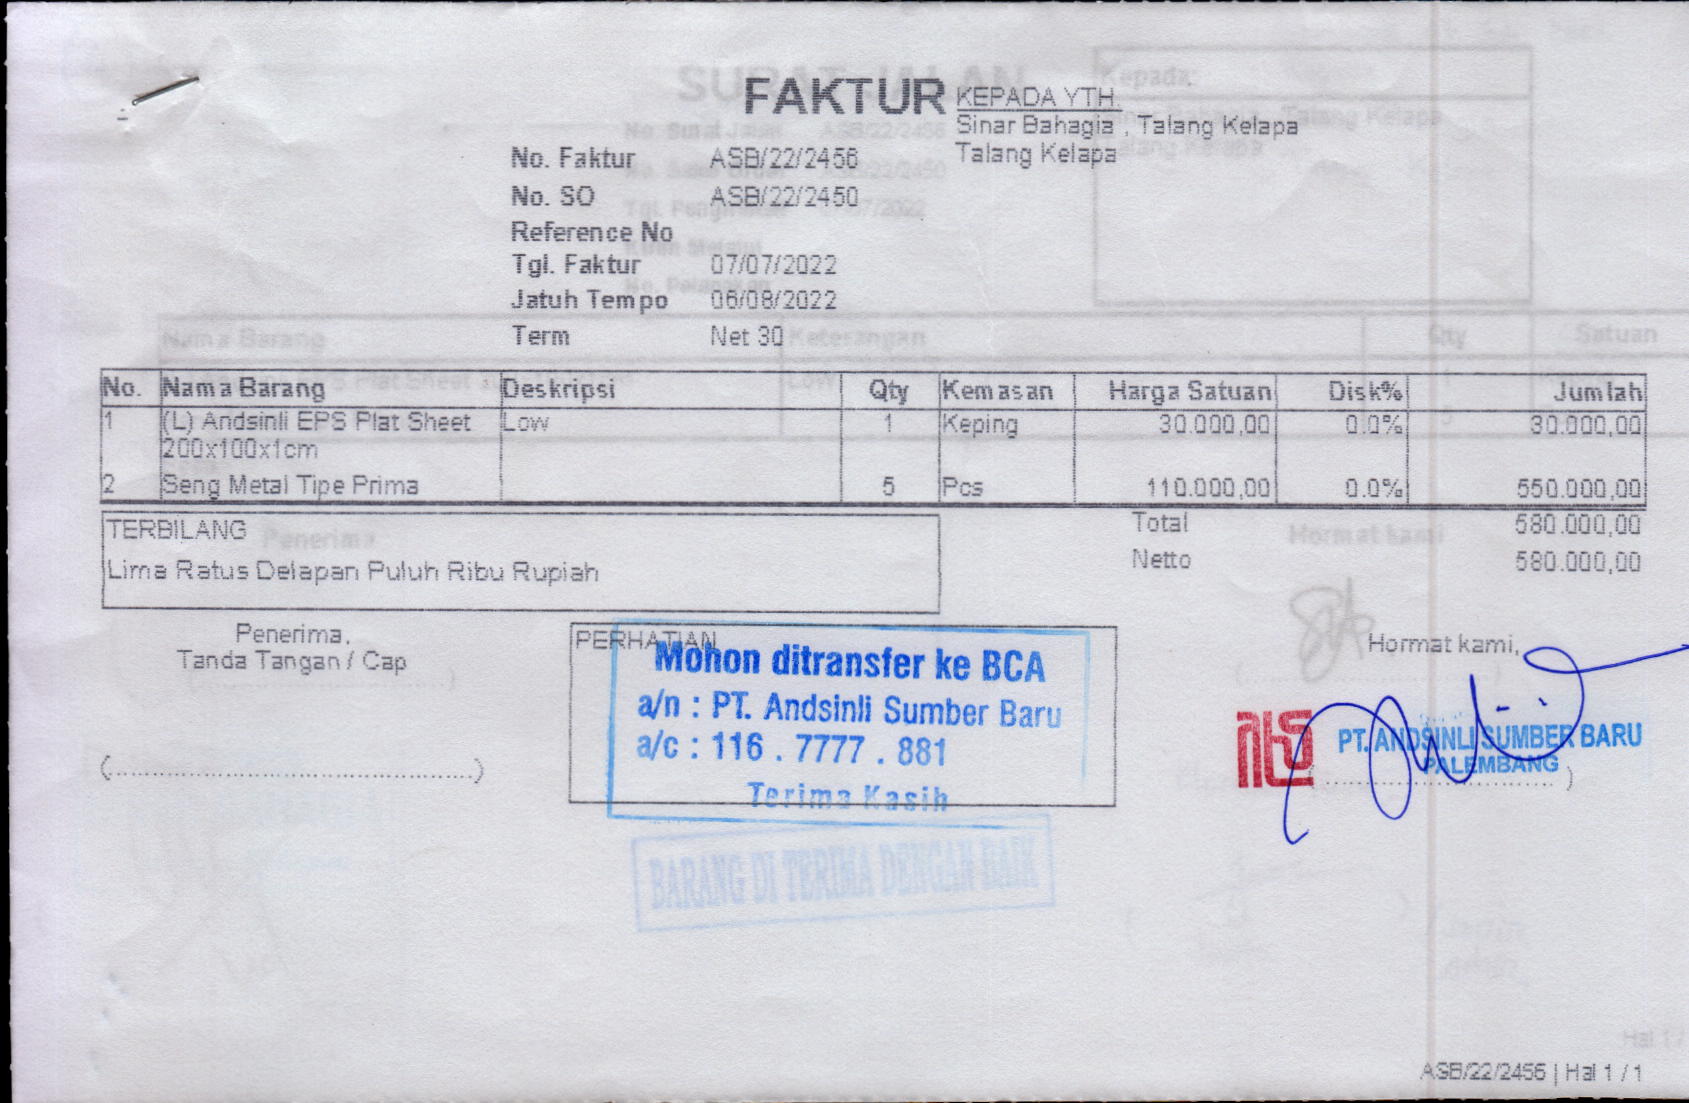 FAKTUR
KEPADA YTH.
Sinar Bahagia , Talang Kelapa
Talang Kelapa
No. Faktur ASB/22/2456
No. SO ASB/22/2450
Reference No
Tgl. Faktur 07/07/2022
Jatuh Tempo 06/08/2022
Term Net 30
No. Nama Barang Deskripsi Qty Kemasan Harga Satuan Disk% Jumlah
1 (L) Andsinli EPS Plat Sheet Low 1 Keping 30.000,00 0.0% 30.000,00
200x100x1cm
2 Seng Metal Tipe Prima 5 Pcs 110.000,00 0.0% 550.000,00
Total 580.000,00
Netto 580.000,00
TERBILANG
Lima Ratus Delapan Puluh Ribu Rupiah
Penerima,
Tanda Tangan / Cap
(..................................................)
PERHATIAN
Mohon ditransfer ke BCA
a/n : PT. Andsinli Sumber Baru
a/c : 116 . 7777 . 881
Terima Kasih
BARANG DI TERIMA DENGAN BAIK
Hormat kami,
PT. ANDSINLI SUMBER BARU
PALEMBANG
(..................................)
ASB/22/2456 | Hal 1 / 1